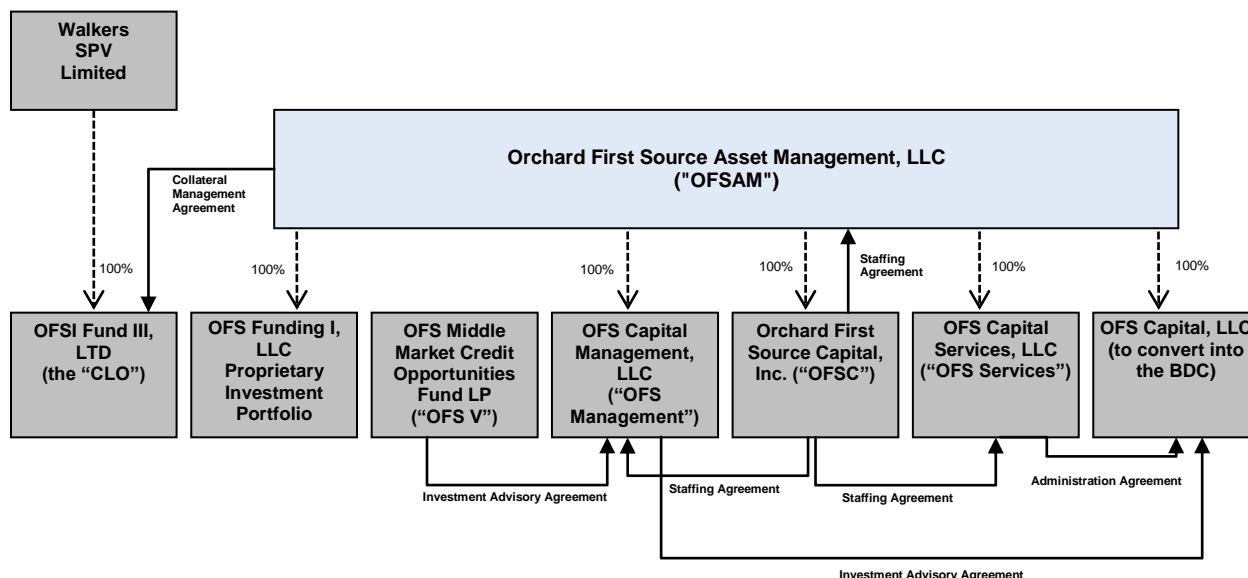 Walkers
SPV
Limited
Orchard First Source Asset Management, LLC
("OFSAM")
Collateral
Management
Agreement
100%
100%
100%
100%
Staffing
Agreement
100%
100%
OFSI Fund III,
LTD
(the “CLO”)
OFS Funding I,
LLC
Proprietary
Investment
Portfolio
OFS Middle
Market Credit
Opportunities
Fund LP
(“OFS V”)
OFS Capital
Management,
LLC
(“OFS
Management”)
Orchard First
Source Capital,
Inc. (“OFSC”)
OFS Capital
Services, LLC
(“OFS Services”)
OFS Capital, LLC
(to convert into
the BDC)
Investment Advisory Agreement
Staffing Agreement
Staffing Agreement
Administration Agreement
Investment Advisory Agreement